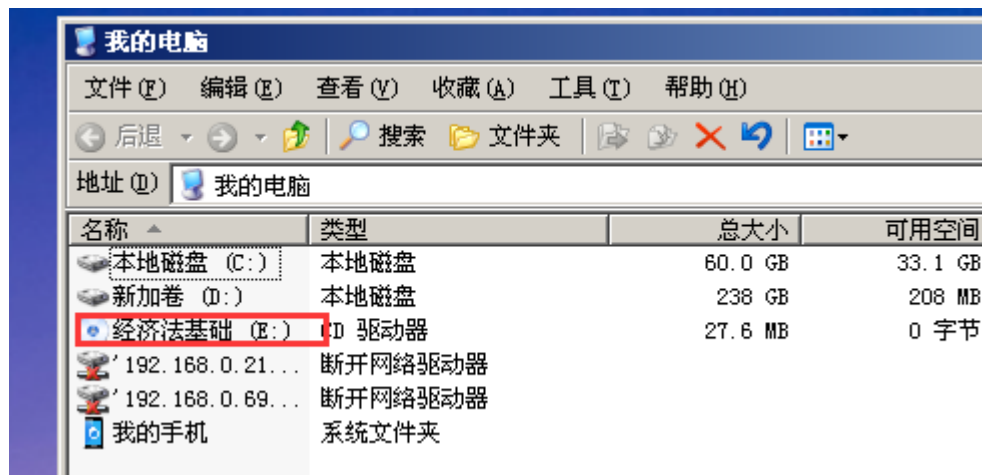 我的电脑
文件(F) 编辑(E) 查看(V) 收藏(A) 工具(T) 帮助(H)
后退 搜索 文件夹
地址(D) 我的电脑
名称 类型 总大小 可用空间
本地磁盘 (C:) 本地磁盘 60.0 GB 33.1 GB
新加卷 (D:) 本地磁盘 238 GB 208 MB
经济法基础 (E:) CD 驱动器 27.6 MB 0 字节
'192.168.0.21... 断开网络驱动器
'192.168.0.69... 断开网络驱动器
我的手机 系统文件夹